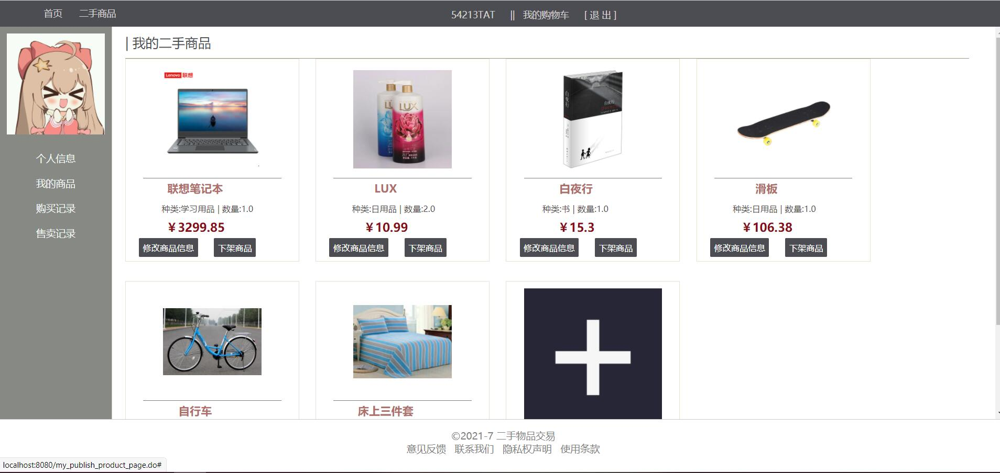 首页 二手商品 54213TAT || 我的购物车 [ 退 出 ]
个人信息
我的商品
购买记录
售卖记录
| 我的二手商品
Lenovo 联想
联想笔记本
种类:学习用品 | 数量:1.0
￥3299.85
修改商品信息 下架商品
LUX
LUX
种类:日用品 | 数量:2.0
￥10.99
修改商品信息 下架商品
白夜行
白夜行
白夜行
种类:书 | 数量:1.0
￥15.3
修改商品信息 下架商品
滑板
种类:日用品 | 数量:1.0
￥106.38
修改商品信息 下架商品
自行车
床上三件套
©2021-7 二手物品交易
意见反馈 联系我们 隐私权声明 使用条款
localhost:8080/my_publish_product_page.do#